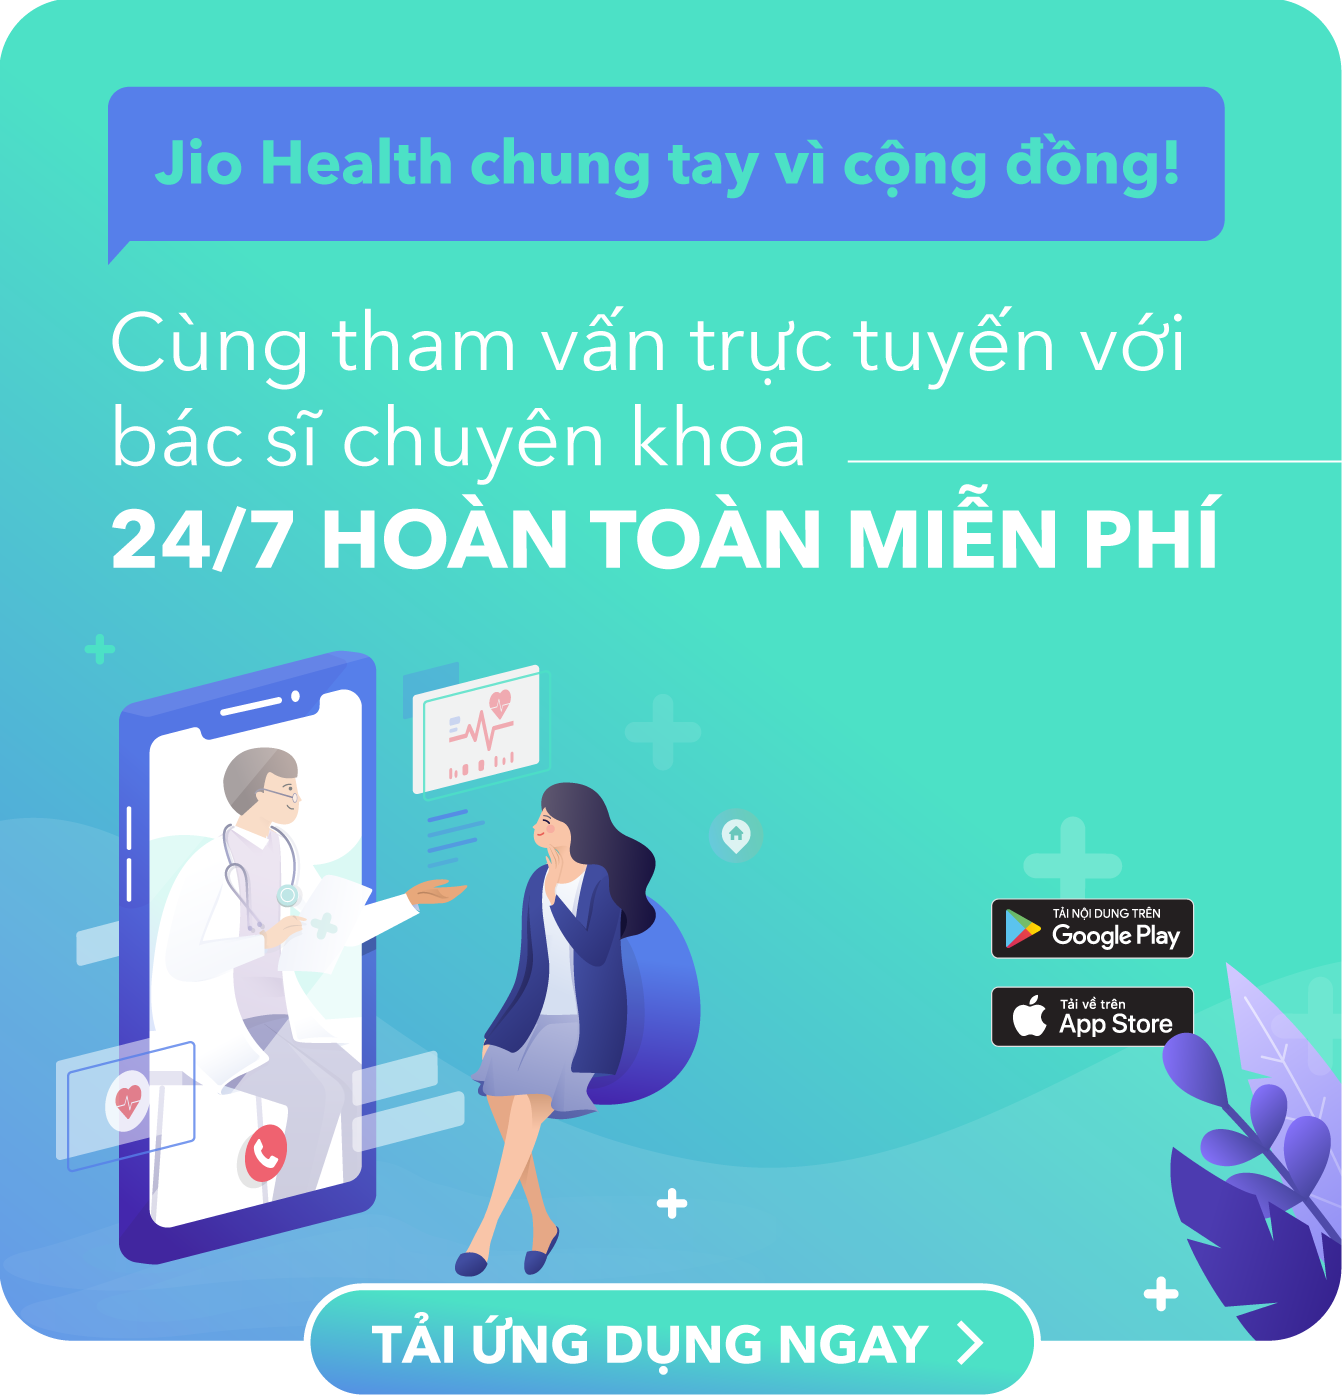 Jio Health chung tay vì cộng đồng!
Cùng tham vấn trực tuyến với
bác sĩ chuyên khoa
24/7 HOÀN TOÀN MIỄN PHÍ
TẢI NỘI DUNG TRÊN
Google Play
Tải về trên
App Store
TẢI ỨNG DỤNG NGAY